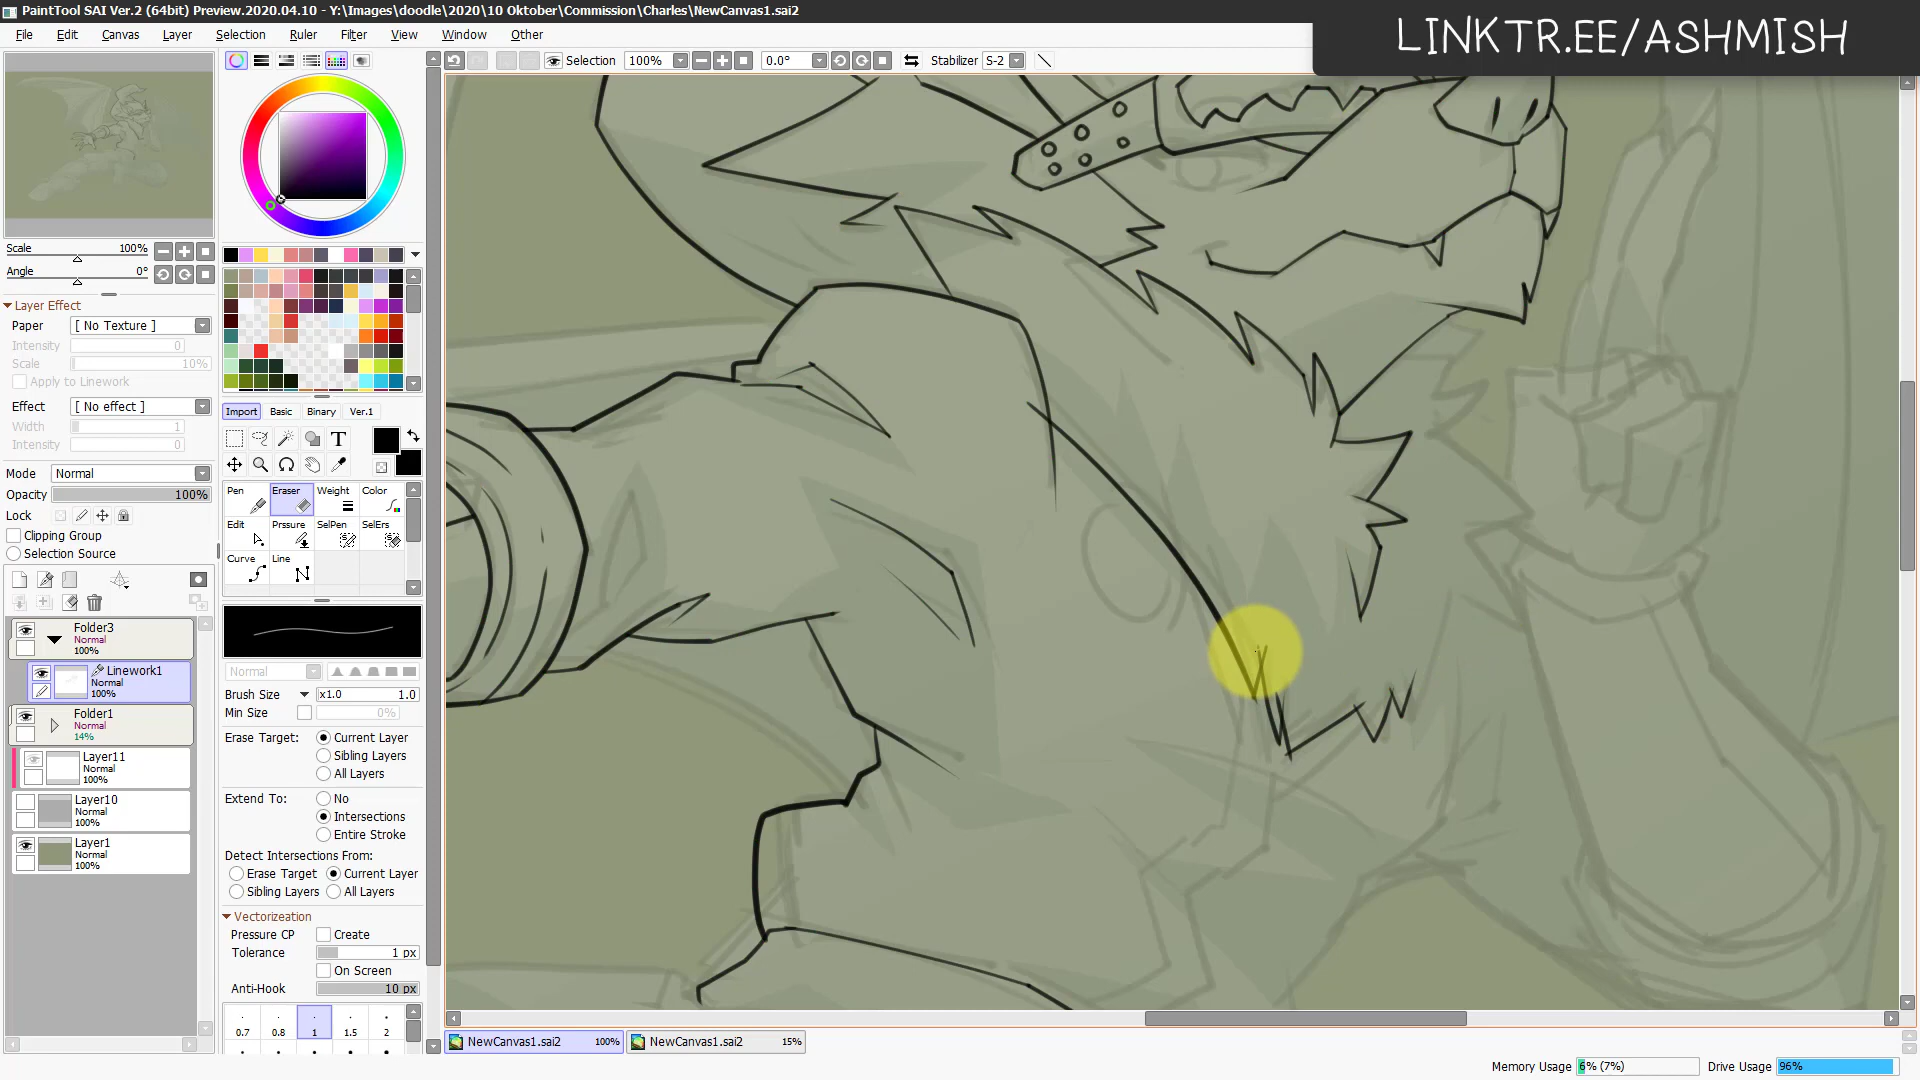 PaintTool SAI Ver.2 (64bit) Preview.2020.04.10 - Y:\Images\doodle\2020\10 Oktober\Commission\Charles\NewCanvas1.sai2
LINKTR.EE/ASHMISH
File Edit Canvas Layer Selection Filter Ruler View Window Other
Selection 100% 0.0° Stabilizer S-2
Scale 100%
Angle 0°
Layer Effect
Paper [ No Texture ]
Intensity 0
Scale 10%
Apply to Linework
Effect [ No effect ]
Width 1
Intensity 0
Mode Normal
Opacity 100%
Lock
Clipping Group
Selection Source
Folder3
Normal
100%
Linework1
Normal
100%
Folder1
Normal
14%
Layer11
Normal
100%
Layer10
Normal
100%
Layer1
Normal
100%
Import Basic Binary Ver.1
T
Pen Eraser Weight Color
Edit Prssure SelPen SelErs
Curve Line
Normal
Brush Size x1.0 1.0
Min Size 0%
Erase Target: Current Layer
Sibling Layers
All Layers
Extend To: No
Intersections
Entire Stroke
Detect Intersections From:
Erase Target Current Layer
Sibling Layers All Layers
Vectorizeation
Pressure CP Create
Tolerance 1 px
On Screen
Anti-Hook 10 px
0.7 0.8 1 1.5 2
NewCanvas1.sai2 100% NewCanvas1.sai2 15%
Memory Usage 6% (7%) Drive Usage 96%